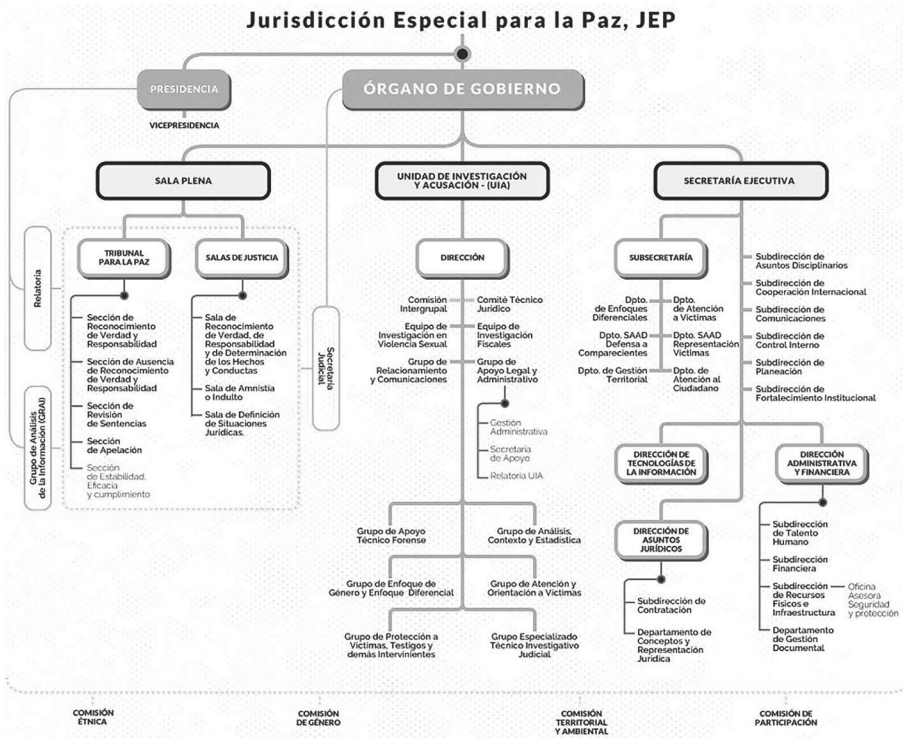 Jurisdicción Especial para la Paz, JEP
PRESIDENCIA
VICEPRESIDENCIA
ÓRGANO DE GOBIERNO
SALA PLENA
UNIDAD DE INVESTIGACIÓN
Y ACUSACIÓN - (UIA)
SECRETARÍA EJECUTIVA
Relatoría
Grupo de Análisis
de la Información (GRAI)
TRIBUNAL
PARA LA PAZ
Sección de
Reconocimiento
de Verdad y
Responsabilidad
Sección de Ausencia
de Reconocimiento
de Verdad y
Responsabilidad
Sección de
Revisión
de Sentencias
Sección
de Apelación
Sección
de Estabilidad,
Eficacia
y cumplimiento
SALAS DE JUSTICIA
Sala de
Reconocimiento
de Verdad, de
Responsabilidad
y de Determinación
de los Hechos
y Conductas
Sala de Amnistía
o Indulto
Sala de Definición
de Situaciones
Jurídicas.
Secretaría
Judicial
DIRECCIÓN
Comisión
Intergrupal
Comité Técnico
Jurídico
Equipo de
Investigación en
Violencia Sexual
Equipo de
Investigación
Fiscales
Grupo de
Relacionamiento
y Comunicaciones
Grupo de
Apoyo Legal y
Administrativo
Gestión
Administrativa
Secretaría
de Apoyo
Relatoría UIA
Grupo de Apoyo
Técnico Forense
Grupo de Análisis,
Contexto y Estadística
Grupo de Enfoque de
Género y Enfoque Diferencial
Grupo de Atención y
Orientación a Víctimas
Grupo de Protección a
Víctimas, Testigos y
demás Intervinientes
Grupo Especializado
Técnico Investigativo
Judicial
SUBSECRETARÍA
Dpto.
de Enfoques
Diferenciales
Dpto.
de Atención
a Víctimas
Dpto. SAAD
Defensa a
Comparecientes
Dpto. SAAD
Representación
Víctimas
Dpto. de Gestión
Territorial
Dpto. de
Atención al
Ciudadano
Subdirección de
Asuntos Disciplinarios
Subdirección de
Cooperación Internacional
Subdirección de
Comunicaciones
Subdirección de
Control Interno
Subdirección de
Planeación
Subdirección de
Fortalecimiento Institucional
DIRECCIÓN DE
TECNOLOGÍAS DE
LA INFORMACIÓN
DIRECCIÓN
ADMINISTRATIVA
Y FINANCIERA
DIRECCIÓN DE
ASUNTOS
JURÍDICOS
Subdirección de
Contratación
Departamento de
Conceptos y
Representación
Jurídica
Subdirección
de Talento
Humano
Subdirección
Financiera
Subdirección
de Recursos
Físicos e
Infraestructura
Oficina
Asesora
Seguridad
y protección
Departamento
de Gestión
Documental
COMISIÓN
ÉTNICA
COMISIÓN
DE GÉNERO
COMISIÓN
TERRITORIAL
Y AMBIENTAL
COMISIÓN DE
PARTICIPACIÓN